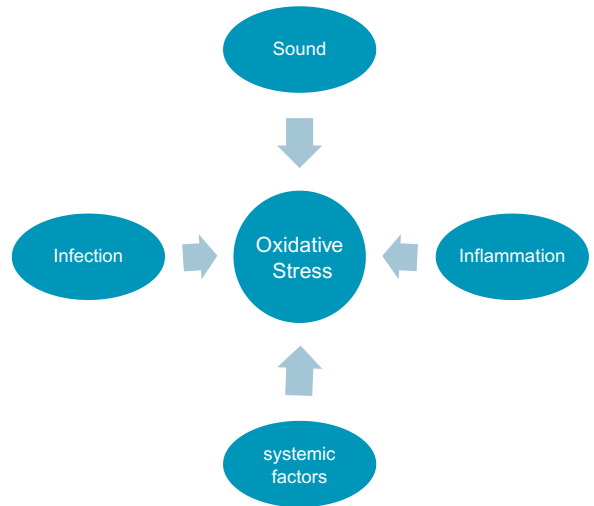 Sound
Infection
Oxidative
Stress
Inflammation
systemic
factors